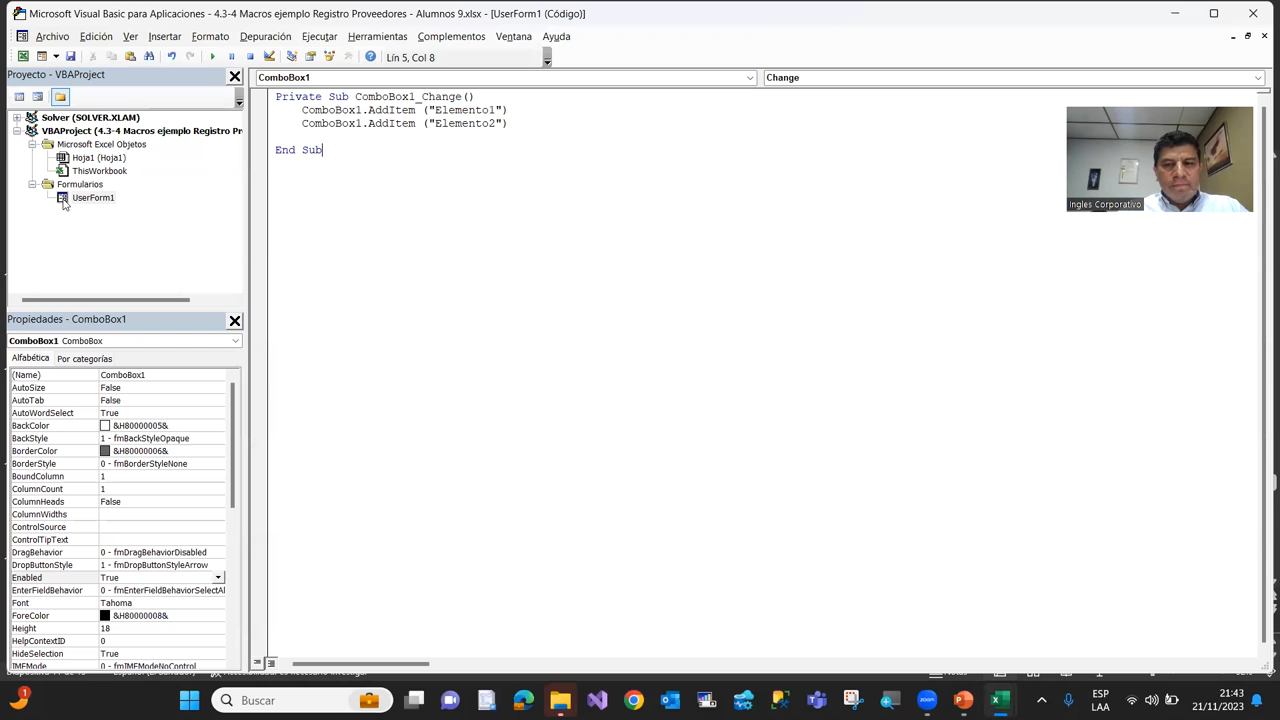 Microsoft Visual Basic para Aplicaciones - 4.3-4 Macros ejemplo Registro Proveedores - Alumnos 9.xlsx - [UserForm1 (Código)]
Archivo Edición Ver Insertar Formato Depuración Ejecutar Herramientas Complementos Ventana Ayuda
Lín 5, Col 8
Proyecto - VBAProject
Solver (SOLVER.XLAM)
VBAProject (4.3-4 Macros ejemplo Registro Pr
Microsoft Excel Objetos
Hoja1 (Hoja1)
ThisWorkbook
Formularios
UserForm1
Propiedades - ComboBox1
ComboBox1 ComboBox
Alfabética Por categorías
(Name) ComboBox1
AutoSize False
AutoTab False
AutoWordSelect True
BackColor &H80000005&
BackStyle 1 - fmBackStyleOpaque
BorderColor &H80000006&
BorderStyle 0 - fmBorderStyleNone
BoundColumn 1
ColumnCount 1
ColumnHeads False
ColumnWidths
ControlSource
ControlTipText
DragBehavior 0 - fmDragBehaviorDisabled
DropButtonStyle 1 - fmDropButtonStyleArrow
Enabled True
EnterFieldBehavior 0 - fmEnterFieldBehaviorSelectAl
Font Tahoma
ForeColor &H80000008&
Height 18
HelpContextID 0
HideSelection True
IMEMode 0 - fmIMEModeNoControl
ComboBox1 Change
Private Sub ComboBox1_Change()
ComboBox1.AddItem ("Elemento1")
ComboBox1.AddItem ("Elemento2")
End Sub
Ingles Corporativo
1
Buscar
ESP
LAA
21:43
21/11/2023